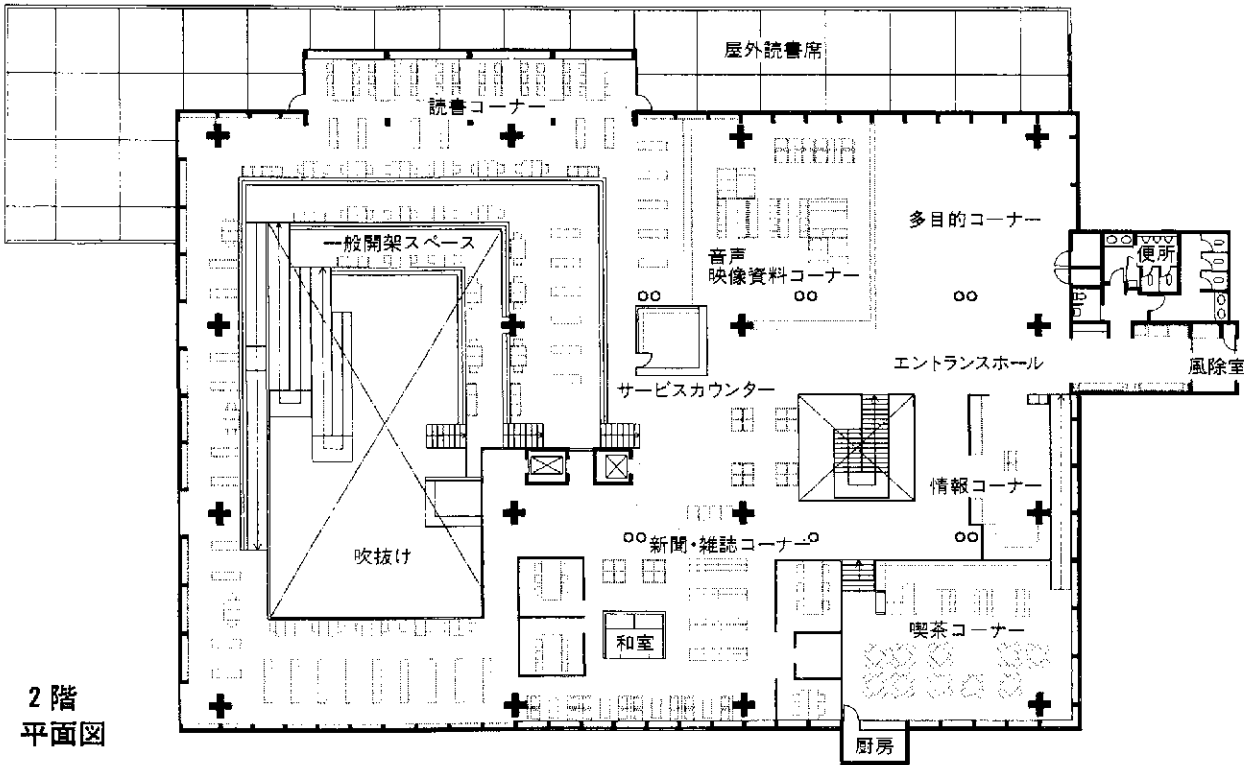 屋外読書席
読書コーナー
多目的コーナー
一般開架スペース
便所
音声
映像資料コーナー
エントランスホール
風除室
サービスカウンター
情報コーナー
新聞・雑誌コーナー
吹抜け
喫茶コーナー
和室
2階
平面図
厨房